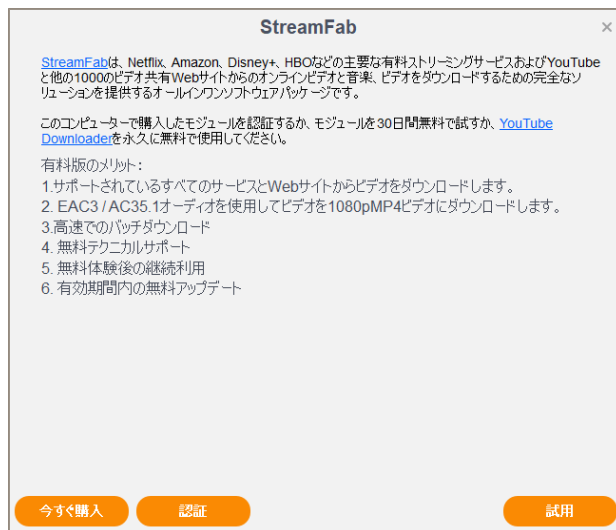 StreamFab
×
StreamFabは、Netflix、Amazon、Disney+、HBOなどの主要な有料ストリーミングサービスおよびYouTube
と他の1000のビデオ共有Webサイトからのオンラインビデオと音楽、ビデオをダウンロードするための完全なソ
リューションを提供するオールインワンソフトウェアパッケージです。
このコンピューターで購入したモジュールを認証するか、モジュールを30日間無料で試すか、YouTube
Downloaderを永久に無料で使用してください。
有料版のメリット：
1.サポートされているすべてのサービスとWebサイトからビデオをダウンロードします。
2. EAC3 / AC35.1オーディオを使用してビデオを1080pMP4ビデオにダウンロードします。
3.高速でのバッチダウンロード
4. 無料テクニカルサポート
5. 無料体験後の継続利用
6. 有効期間内の無料アップデート
今すぐ購入 認証 試用